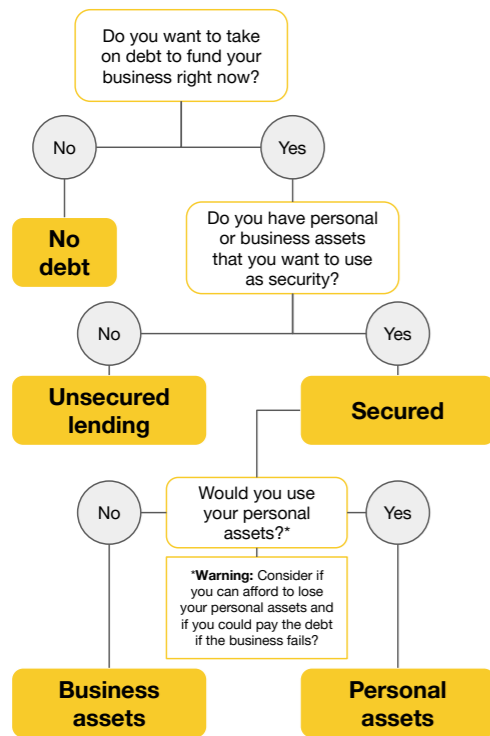 Do you want to take
on debt to fund your
business right now?
No
Yes
No
debt
Do you have personal
or business assets
that you want to use
as security?
No
Yes
Unsecured
lending
Secured
Would you use
your personal
assets?*
No
Yes
*Warning: Consider if
you can afford to lose
your personal assets and
if you could pay the debt
if the business fails?
Business
assets
Personal
assets